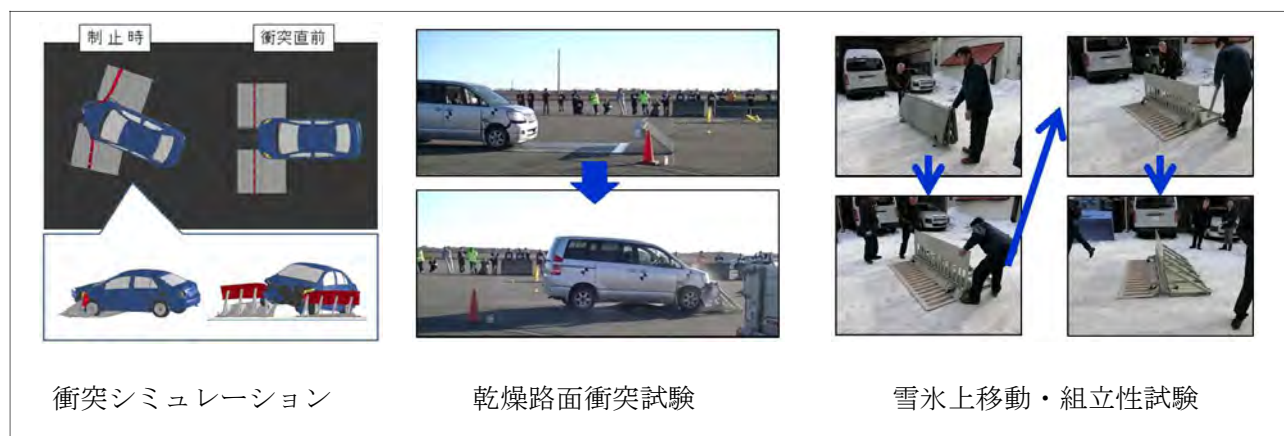 制止時
衝突直前
衝突シミュレーション
乾燥路面衝突試験
雪氷上移動・組立性試験